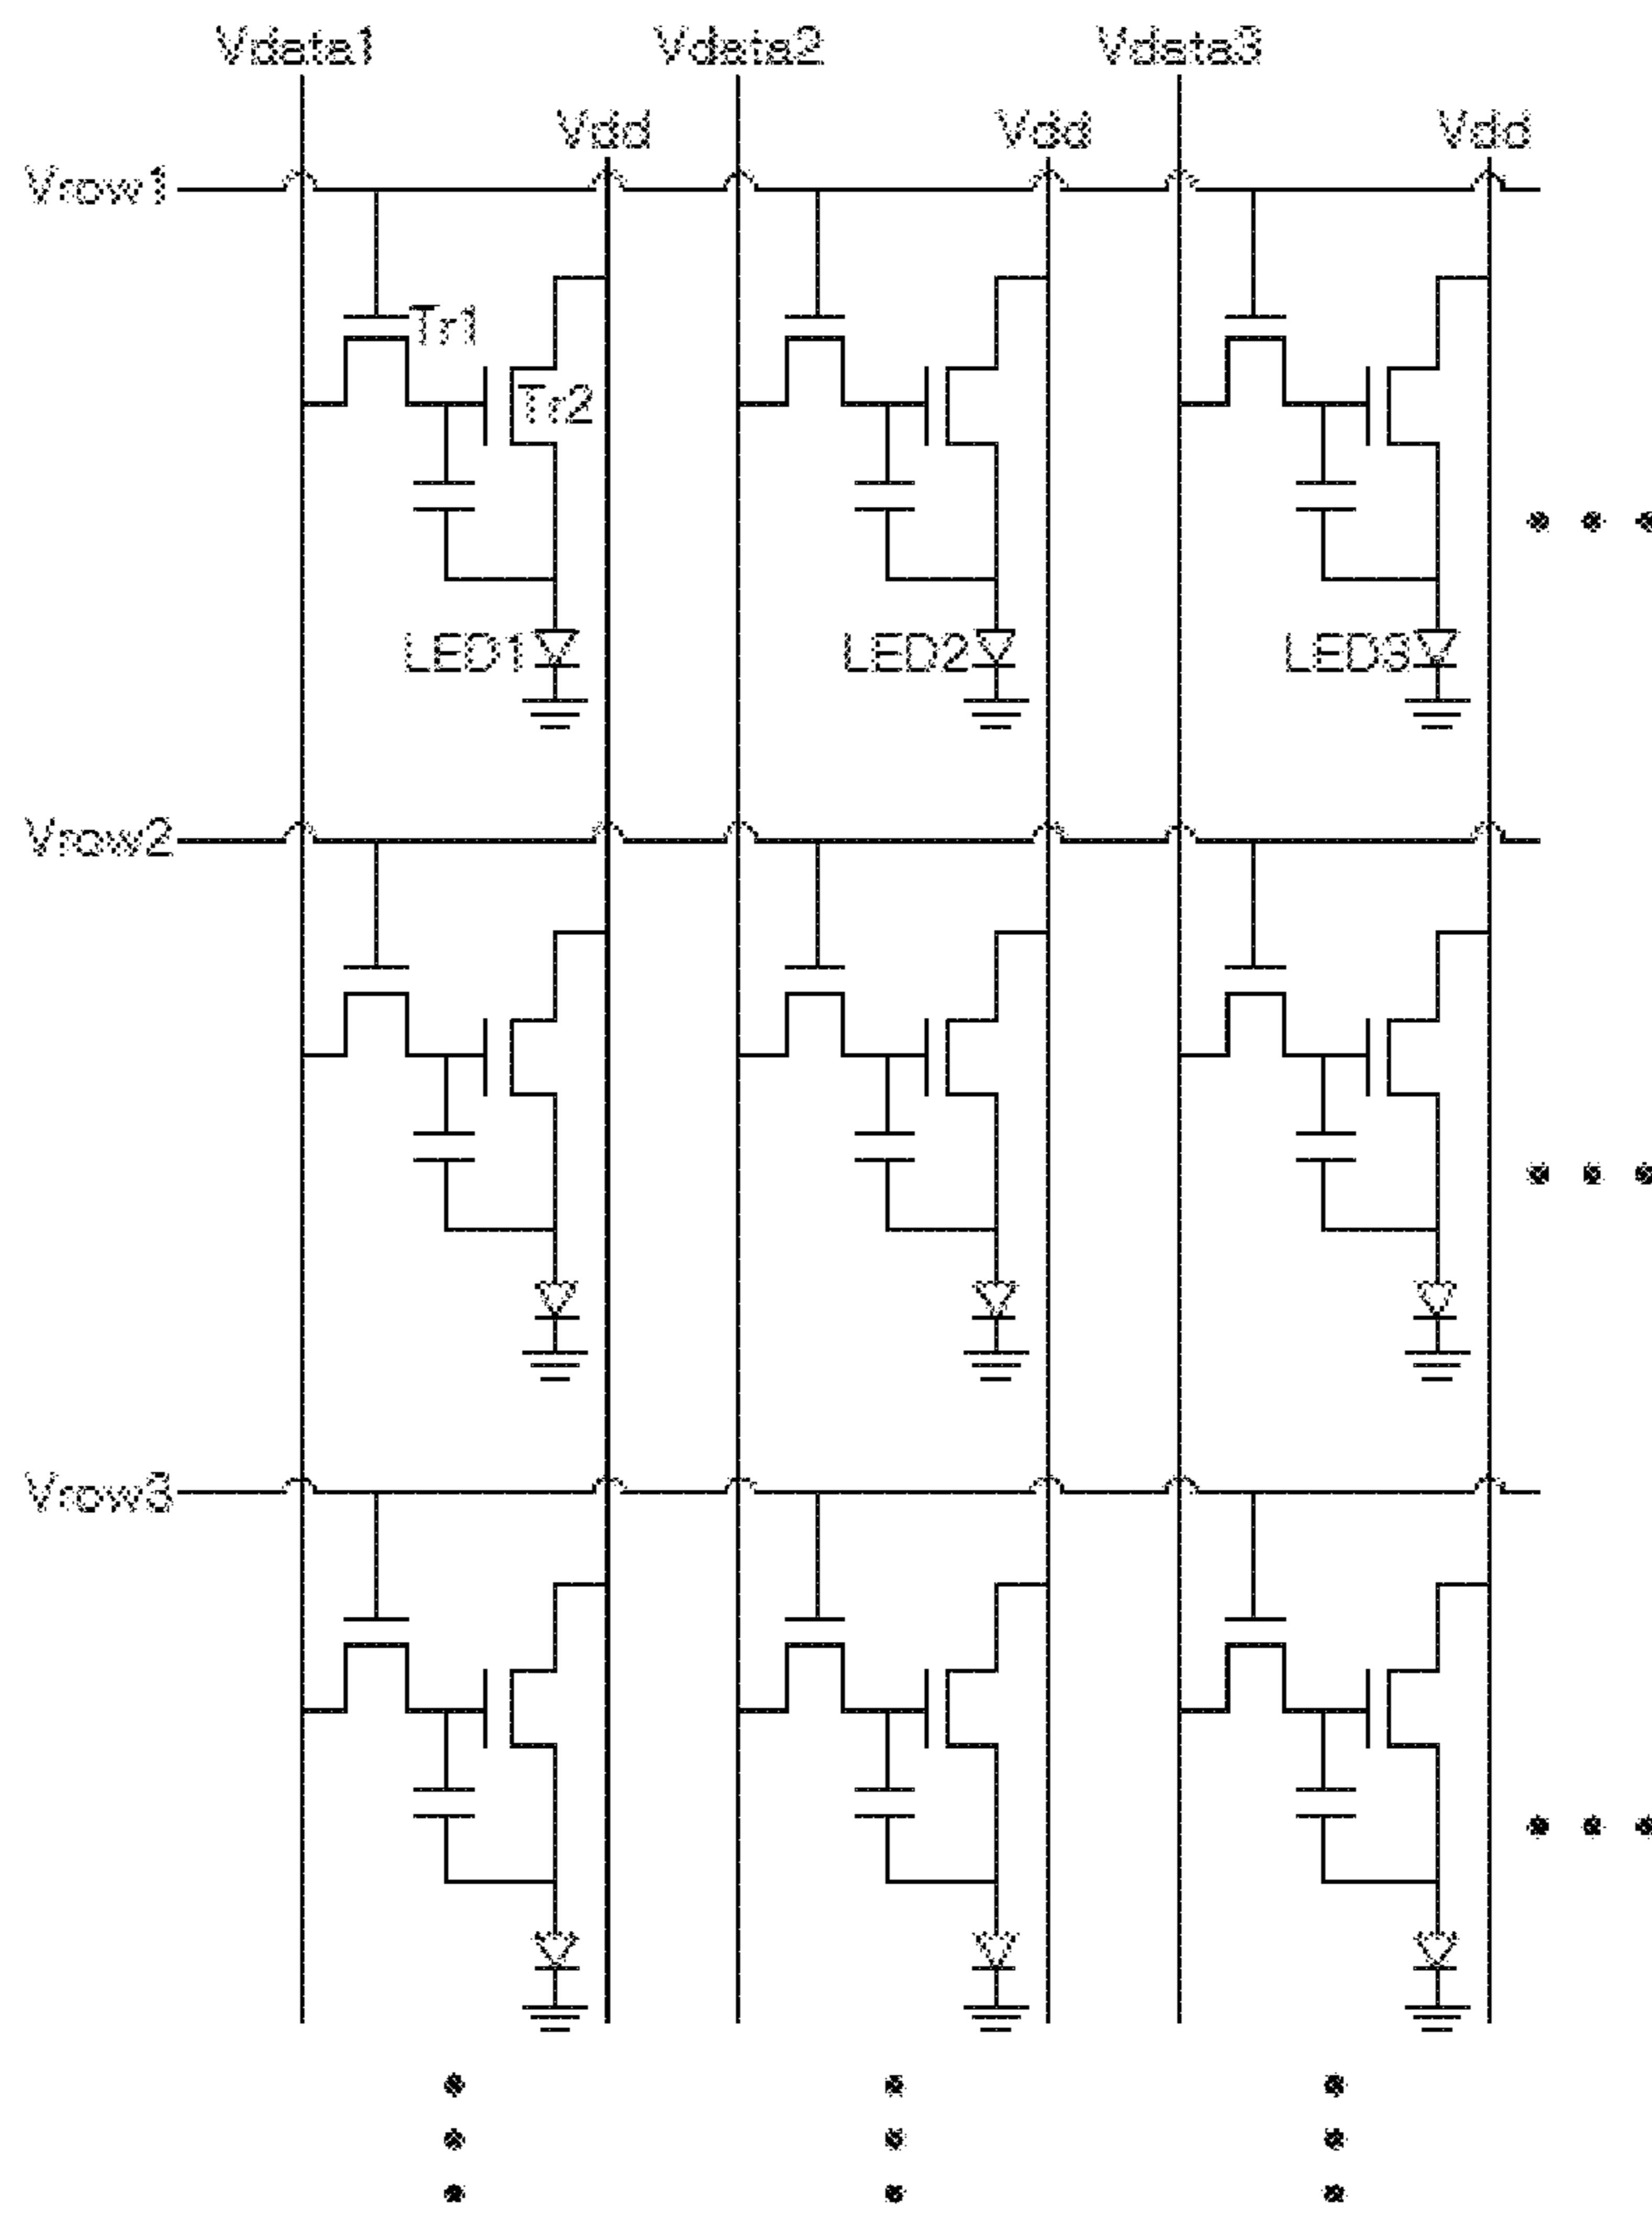 Vdata1 Vdata2 Vdata3
Vdd Vdd Vdd
Vrow1
Tr1
Tr2
LED1 LED2 LED3
Vrow2
Vrow3